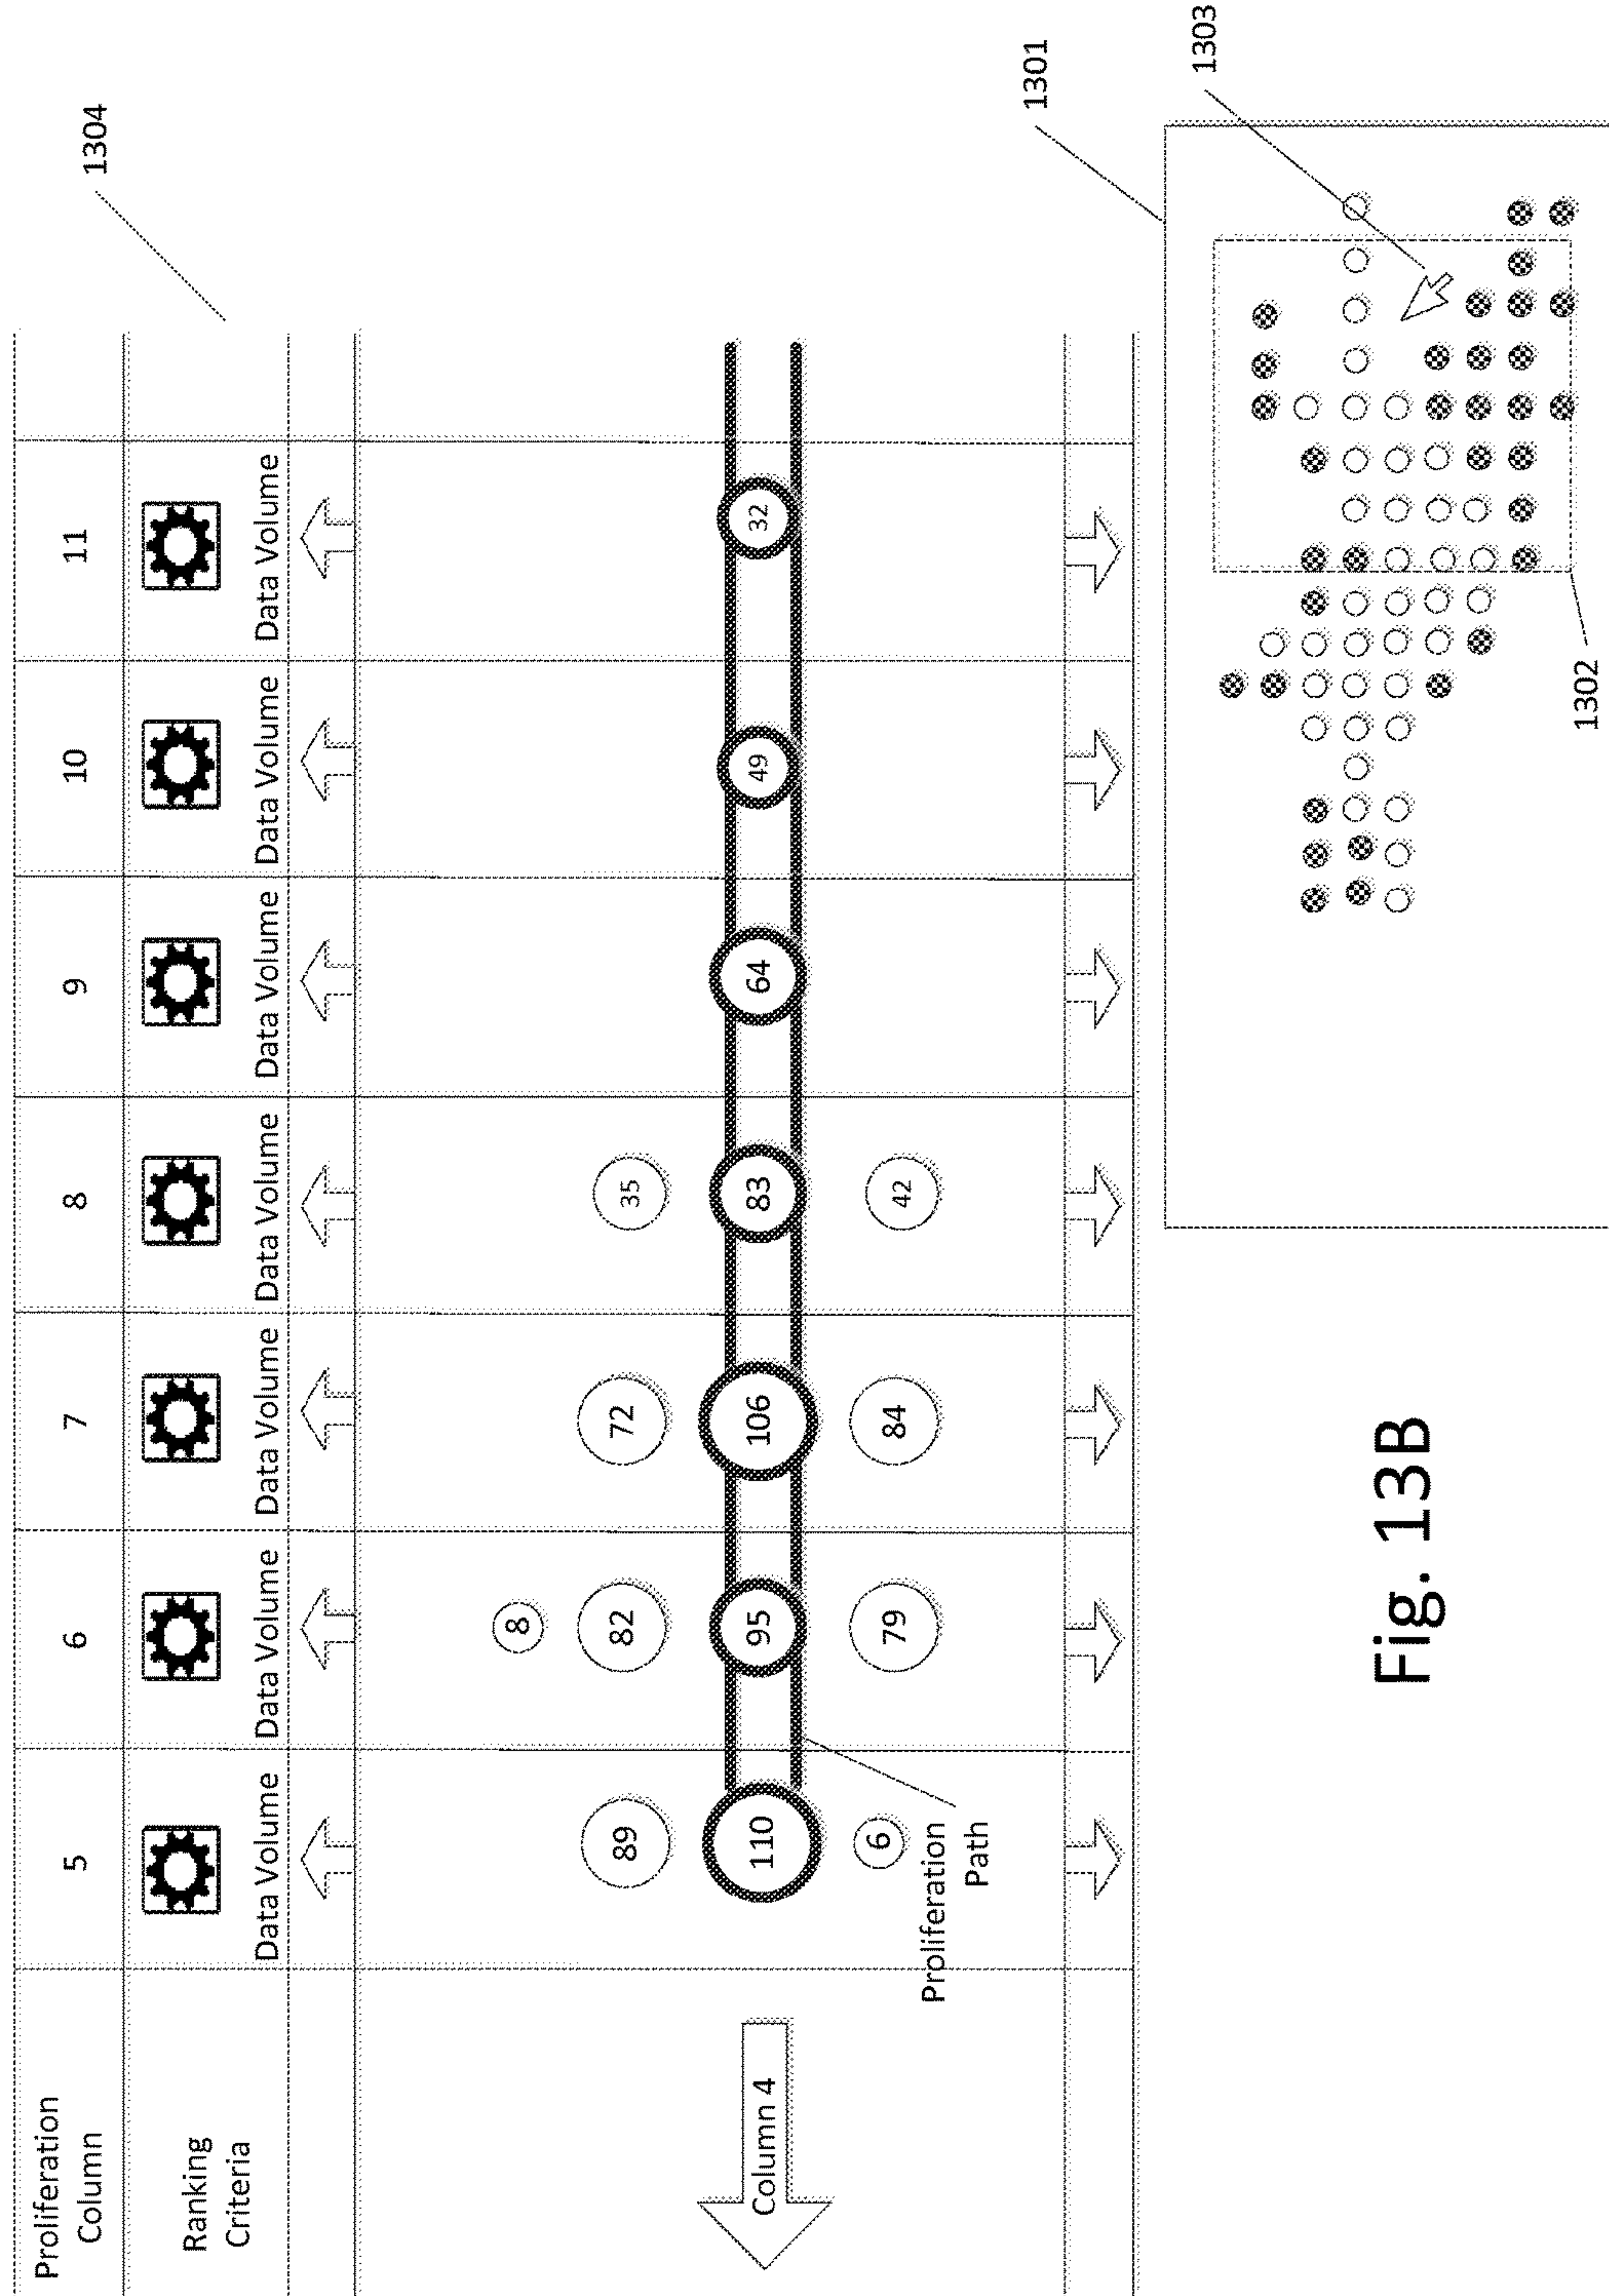 Proliferation
Column
5
6
7
8
9
10
11
Ranking
Criteria
Data Volume
Data Volume
Data Volume
Data Volume
Data Volume
Data Volume
Data Volume
1304
Column 4
8
89
82
72
35
110
95
106
83
64
49
32
6
79
84
42
Proliferation
Path
1301
1303
1302
Fig. 13B